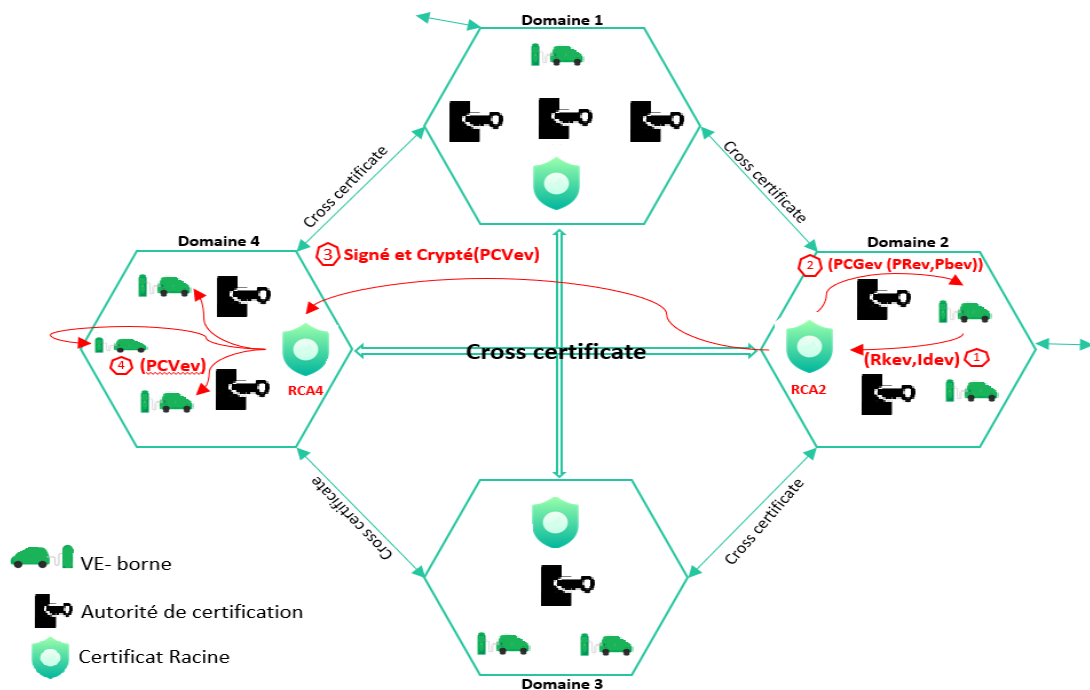 Domaine 1
Cross certificate
Cross certificate
Domaine 4
③ Signé et Crypté(PCVev)
Domaine 2
② (PCGev (PRev,Pbev))
Cross certificate
④ (PCVev)
RCA4
RCA2
(Rkev,Idev) ①
Cross certificate
Cross certificate
VE- borne
Autorité de certification
Certificat Racine
Domaine 3